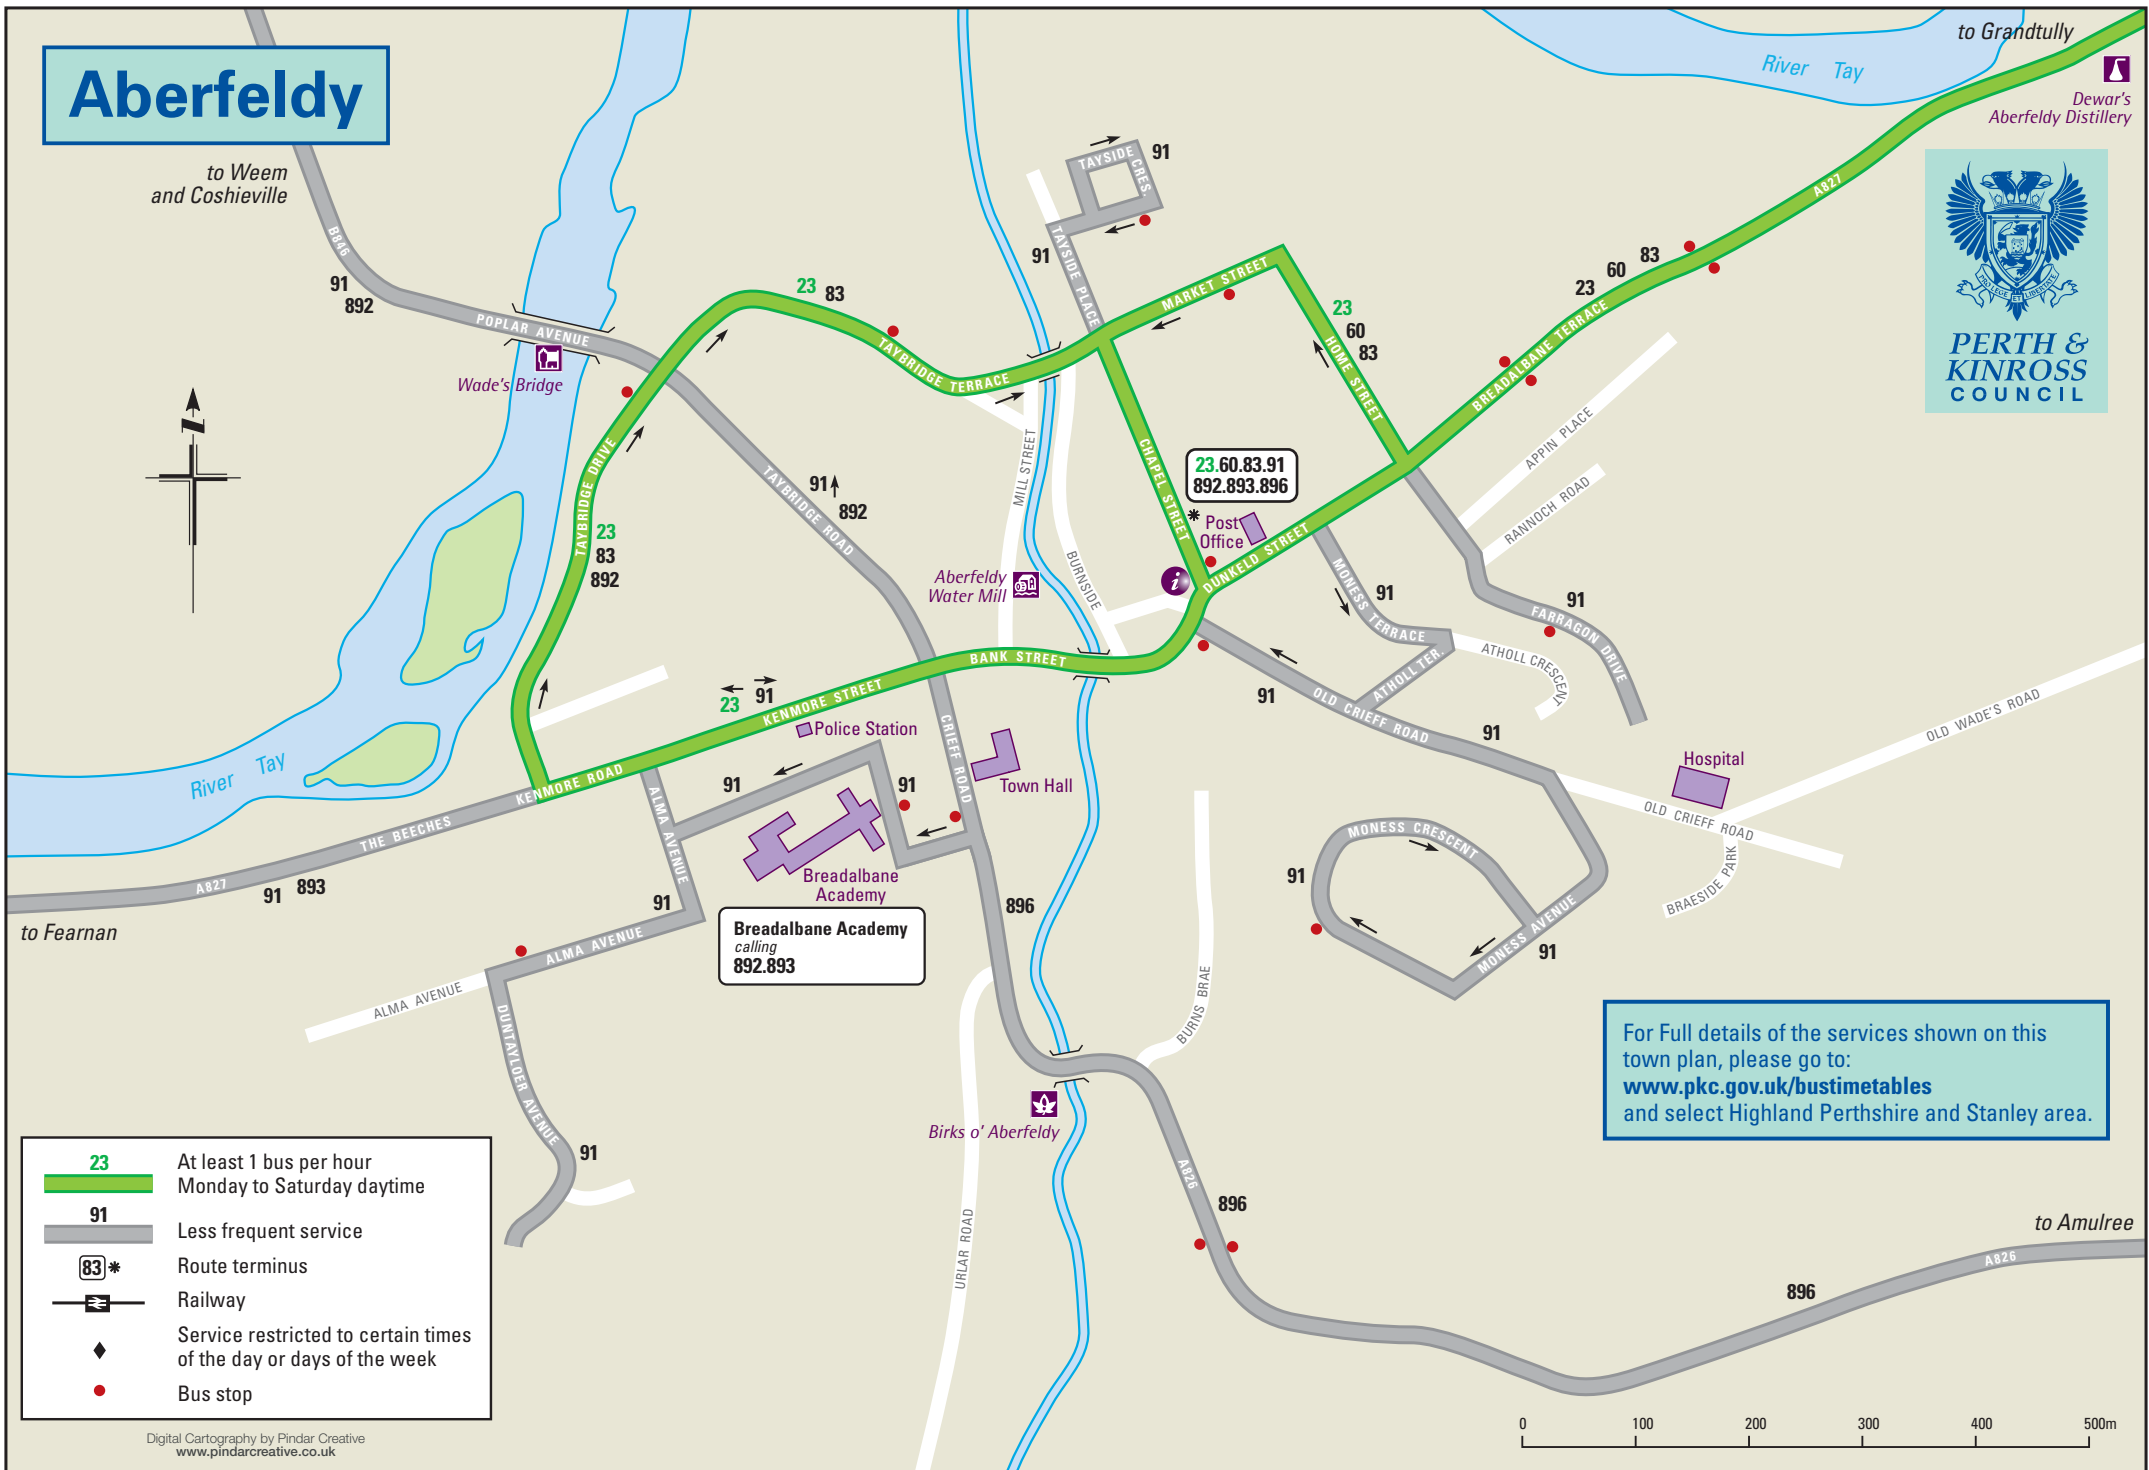 Aberfeldy
to Weem
and Coshieville
B846
91
892
POPLAR AVENUE
Wade's Bridge
N
River Tay
to Grandtully
Dewar's
Aberfeldy Distillery
A827
PERTH &
KINROSS
COUNCIL
TAYSIDE
CRES.
91
91
TAYSIDE PLACE
MARKET STREET
23
60
83
HOME STREET
23
60
83
BREADALBANE TERRACE
APPIN PLACE
RANNOCH ROAD
23 83
TAYBRIDGE TERRACE
TAYBRIDGE DRIVE
23
83
892
91
892
TAYBRIDGE ROAD
MILL STREET
BURNSIDE
CHAPEL STREET
23.60.83.91
892.893.896
Post
Office
i
DUNKELD STREET
Aberfeldy
Water Mill
MONESS TERRACE
91
ATHOLL TER.
ATHOLL CRESCENT
91
FARRAGON DRIVE
BANK STREET
23
91
KENMORE STREET
Police Station
KENMORE ROAD
CRIEFF ROAD
Town Hall
91
OLD CRIEFF ROAD
91
OLD WADE'S ROAD
Hospital
OLD CRIEFF ROAD
BRAESIDE PARK
River Tay
THE BEECHES
A827
91 893
to Fearnan
ALMA AVENUE
91
91
91
Breadalbane
Academy
Breadalbane Academy
calling
892.893
ALMA AVENUE
ALMA AVENUE
DUNTAYLOER AVENUE
91
896
MONESS CRESCENT
91
MONESS AVENUE
91
BURNS BRAE
Birks o' Aberfeldy
URLAR ROAD
A826
896
896
A826
to Amulree
For Full details of the services shown on this
town plan, please go to:
www.pkc.gov.uk/bustimetables
and select Highland Perthshire and Stanley area.
23
At least 1 bus per hour
Monday to Saturday daytime
91
Less frequent service
83
Route terminus
Railway
Service restricted to certain times
of the day or days of the week
Bus stop
Digital Cartography by Pindar Creative
www.pindarcreative.co.uk
0 100 200 300 400 500m